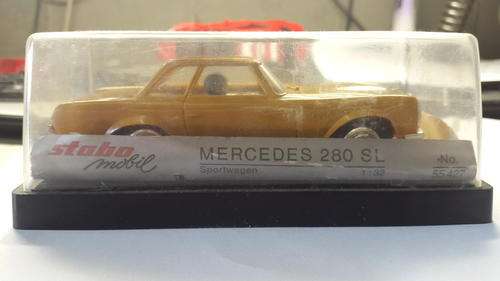 stabo
mobil
MERCEDES 280 SL
Sportwagen
1:32
No.
55 427